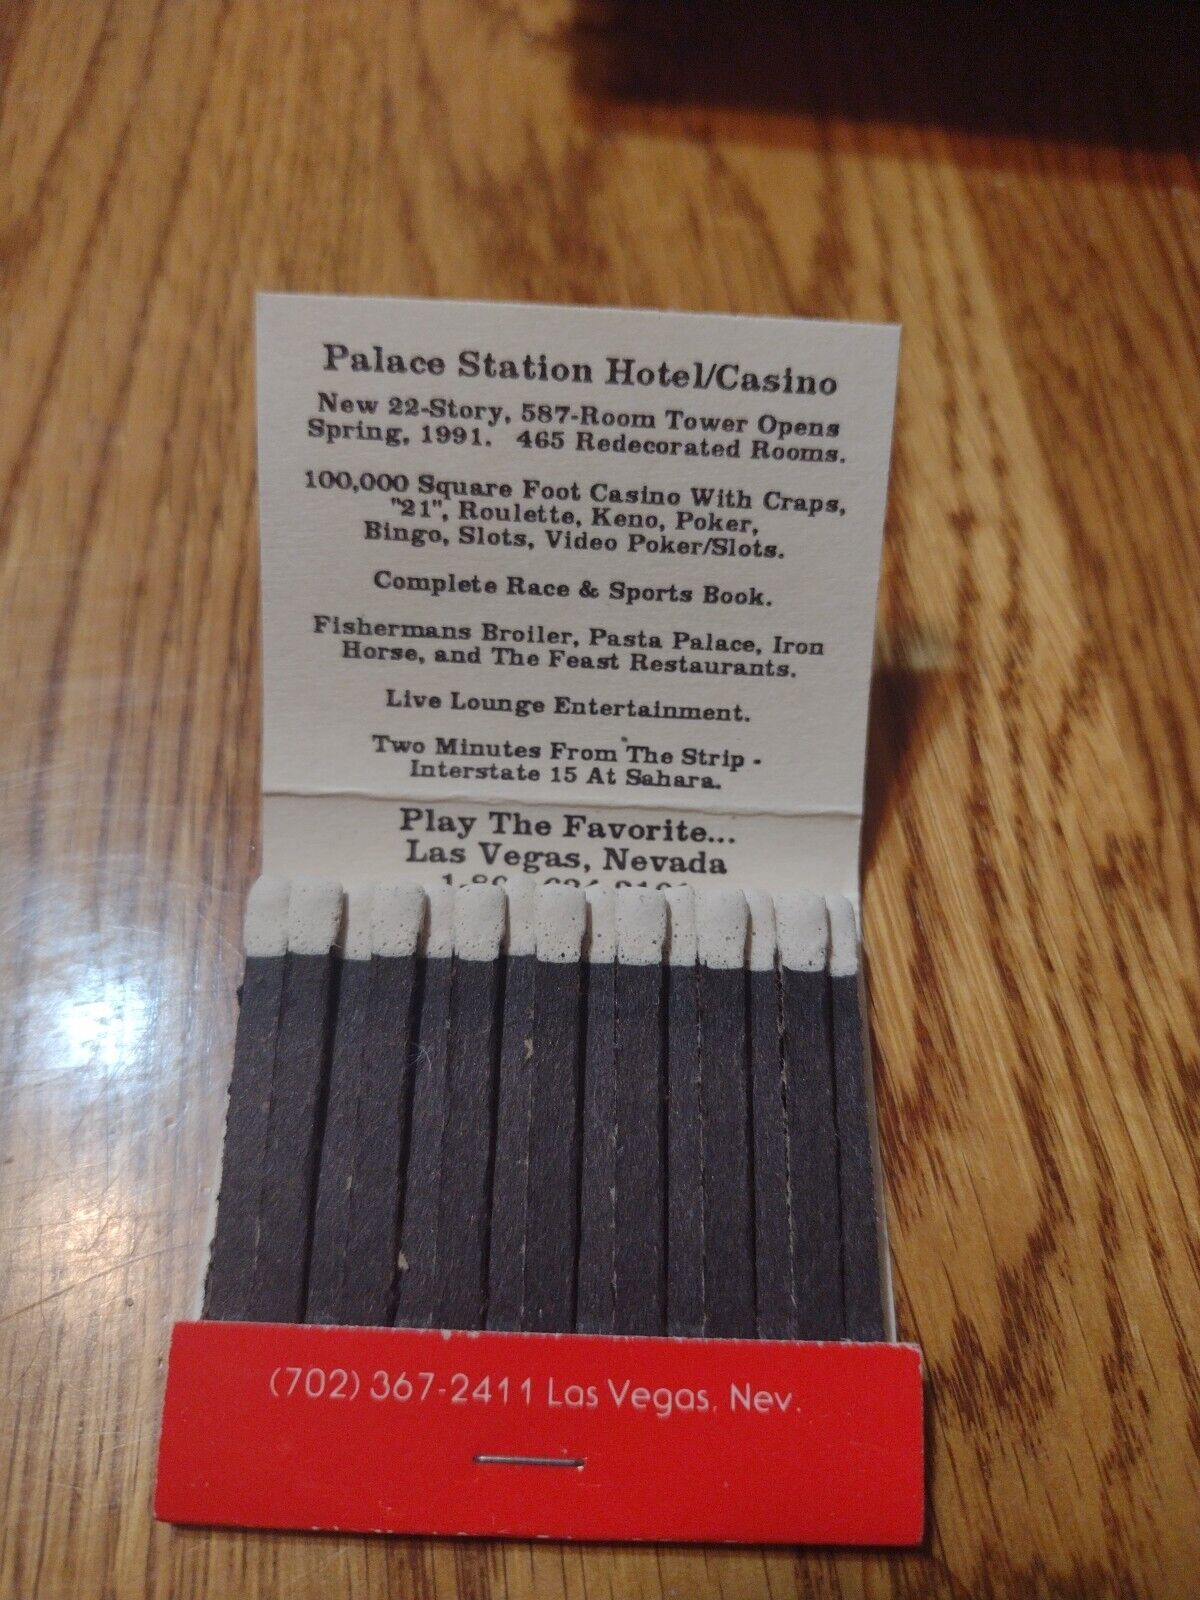 Palace Station Hotel/Casino
New 22-Story, 587-Room Tower Opens
Spring, 1991. 465 Redecorated Rooms.
100,000 Square Foot Casino With Craps,
"21", Roulette, Keno, Poker,
Bingo, Slots, Video Poker/Slots.
Complete Race & Sports Book.
Fishermans Broiler, Pasta Palace, Iron
Horse, and The Feast Restaurants.
Live Lounge Entertainment.
Two Minutes From The Strip -
Interstate 15 At Sahara.
Play The Favorite...
Las Vegas, Nevada
(702) 367-2411 Las Vegas, Nev.